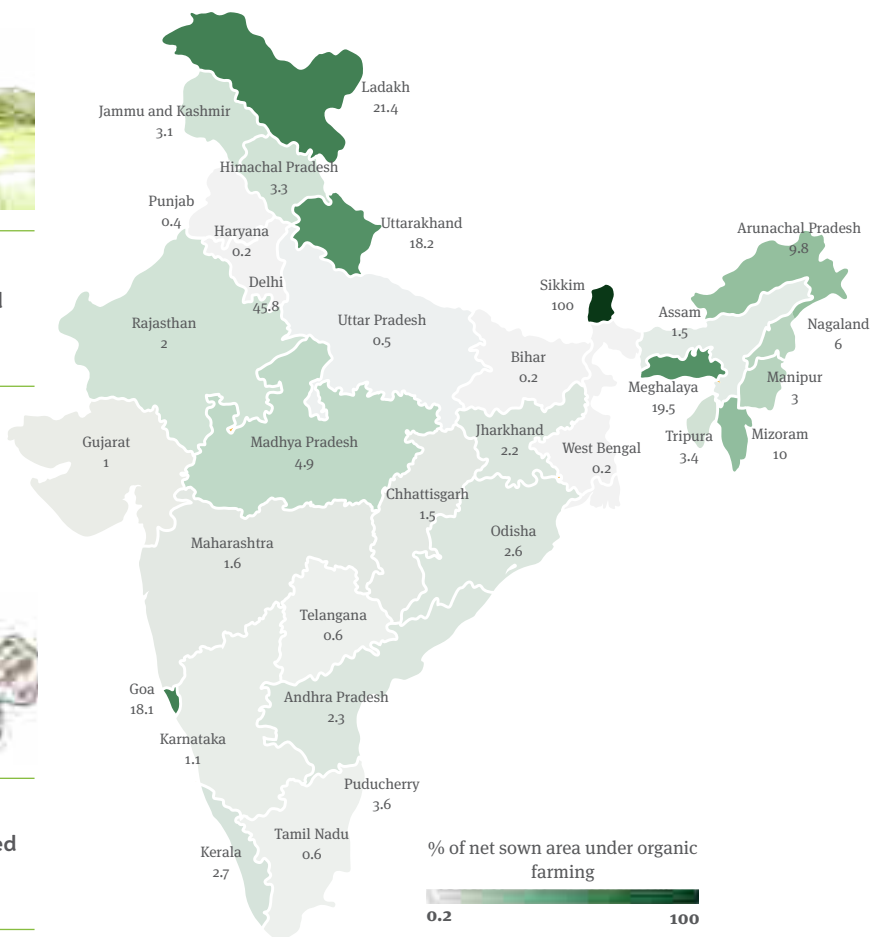 Ladakh
21.4
Jammu and Kashmir
3.1
Himachal Pradesh
3.3
Punjab
0.4
Haryana
0.2
Uttarakhand
18.2
Arunachal Pradesh
9.8
Delhi
45.8
Sikkim
100
Assam
1.5
Nagaland
6
Rajasthan
2
Uttar Pradesh
0.5
Bihar
0.2
Meghalaya
19.5
Manipur
3
Tripura
3.4
Mizoram
10
Gujarat
1
Madhya Pradesh
4.9
Jharkhand
2.2
West Bengal
0.2
Chhattisgarh
1.5
Odisha
2.6
Maharashtra
1.6
Telangana
0.6
Goa
18.1
Andhra Pradesh
2.3
Karnataka
1.1
Puducherry
3.6
Tamil Nadu
0.6
Kerala
2.7
% of net sown area under organic
farming
0.2
100
ed